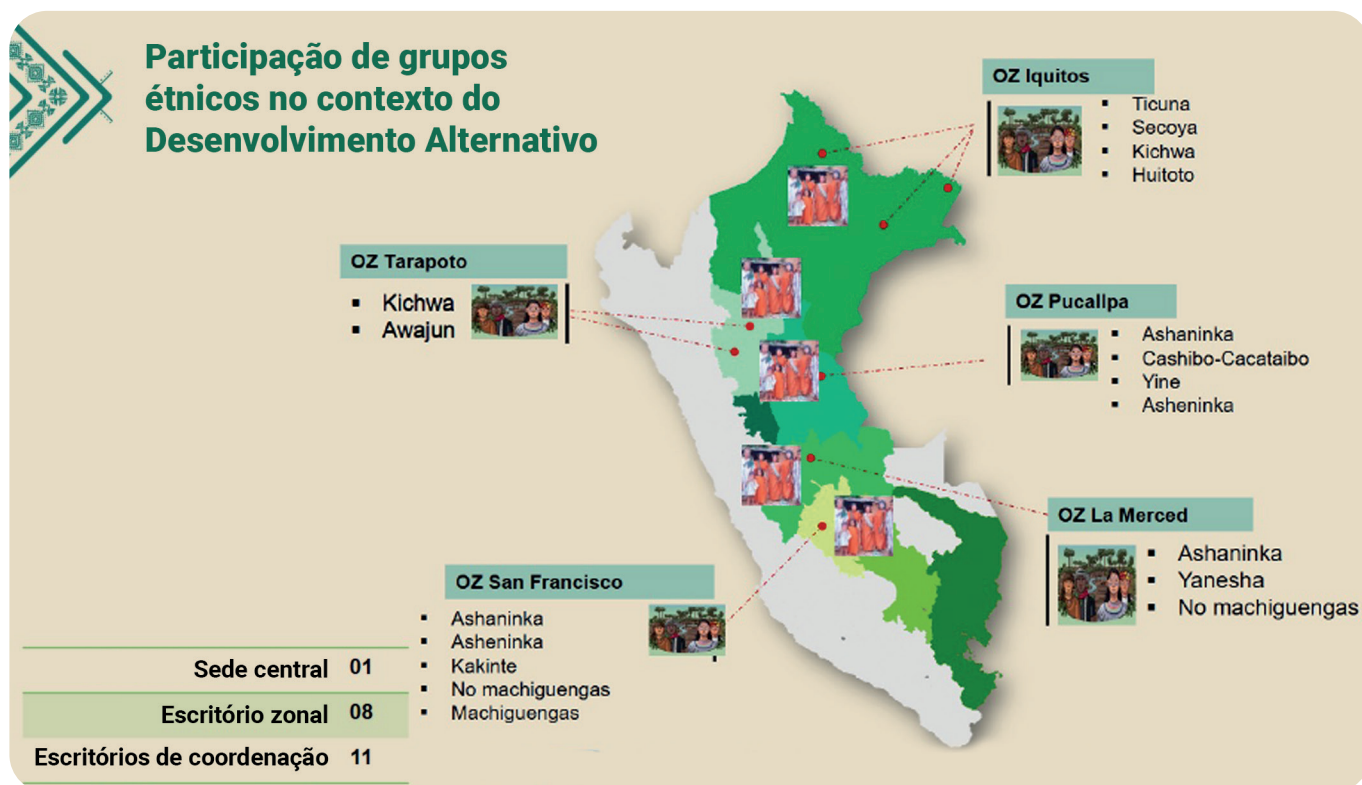 Participação de grupos
étnicos no contexto do
Desenvolvimento Alternativo
OZ Iquitos
Ticuna
Secoya
Kichwa
Huitoto
OZ Tarapoto
Kichwa
Awajun
OZ Pucallpa
Ashaninka
Cashibo-Cacataibo
Yine
Asheninka
OZ La Merced
Ashaninka
Yanesha
No machiguengas
OZ San Francisco
Ashaninka
Asheninka
Kakinte
No machiguengas
Machiguengas
Sede central 01
Escritório zonal 08
Escritórios de coordenação 11